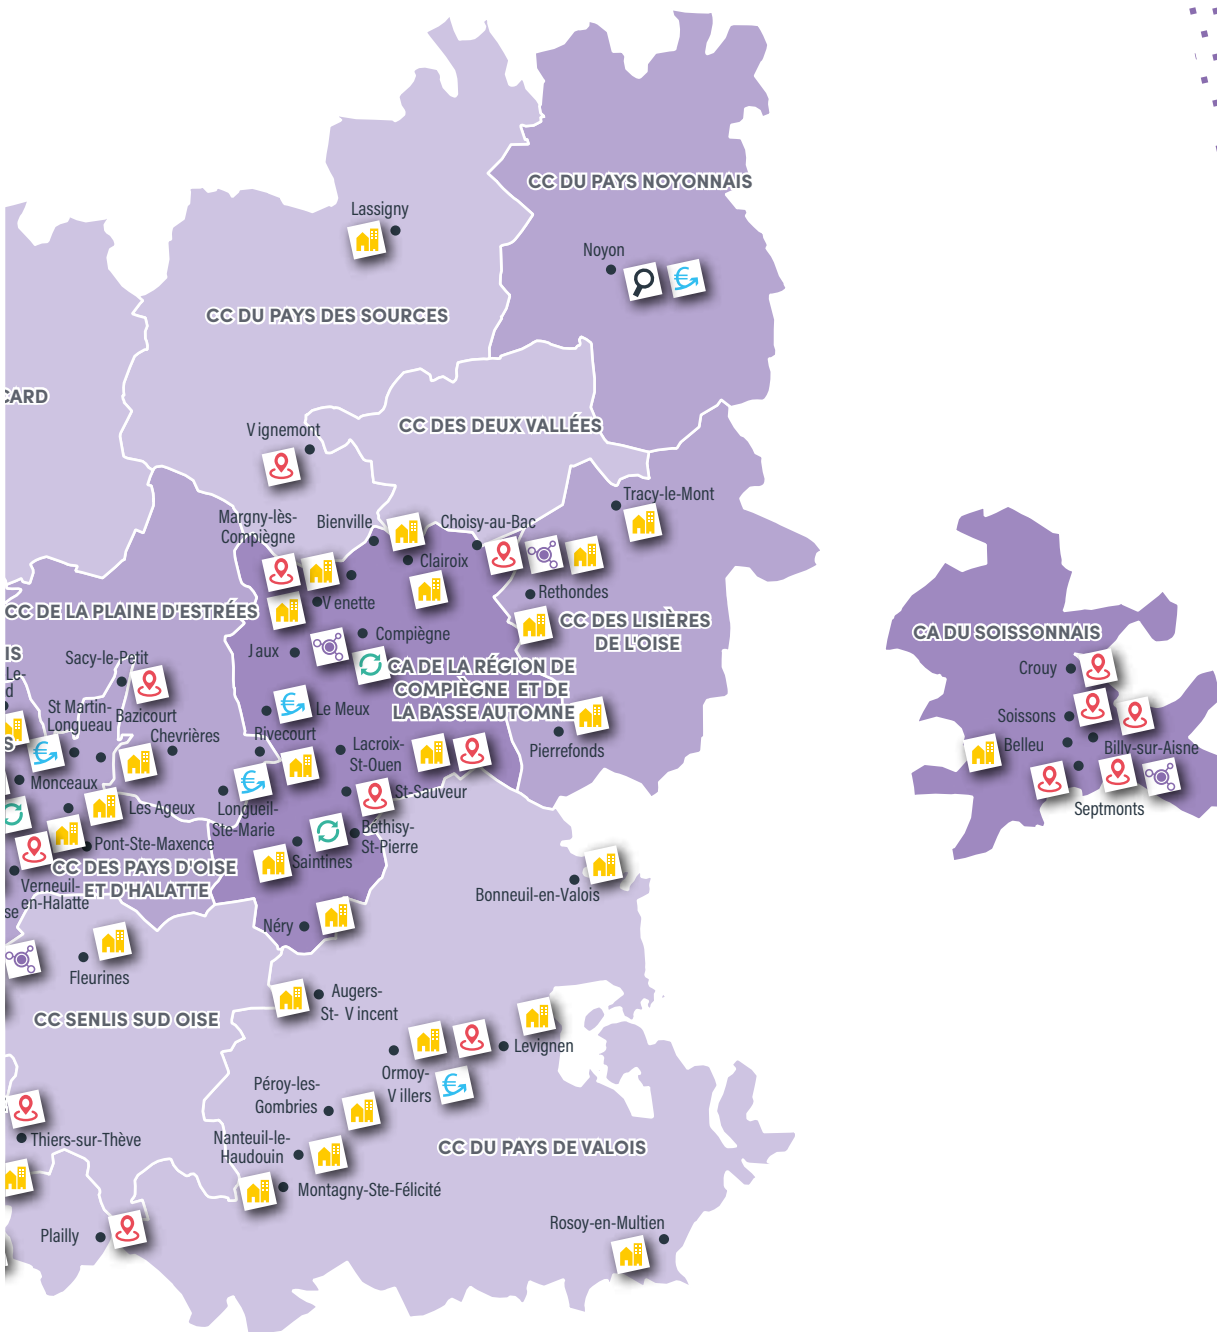 CC DU PAYS NOYONNAIS
Lassigny
Noyon
CC DU PAYS DES SOURCES
CARD
CC DES DEUX VALLÉES
Vignemont
Tracy-le-Mont
Margny-lès-
Compiègne
Bienville
Choisy-au-Bac
Clairoix
Rethondes
Venette
CC DE LA PLAINE D'ESTRÉES
CC DES LISIÈRES
DE L'OISE
CA DU SOISSONNAIS
Compiègne
Jaux
IS
Le-
d
Sacy-le-Petit
CA DE LA RÉGION DE
COMPIÈGNE ET DE
LA BASSE AUTOMNE
Crouy
St Martin-
Longueau
Bazicourt
Chevrières
Le Meux
Rivecourt
Soissons
S
Lacroix-
St-Ouen
Pierrefonds
Belleu
Billy-sur-Aisne
Monceaux
St-Sauveur
Les Ageux
Longueil-
Ste-Marie
Septmonts
Pont-Ste-Maxence
Béthisy-
St-Pierre
Saintines
CC DES PAYS D'OISE
ET D'HALATTE
Verneuil-
en-Halatte
se
Bonneuil-en-Valois
Néry
Fleurines
Augers-
St- Vincent
CC SENLIS SUD OISE
Levignen
Ormoy-
Villers
Péroy-les-
Gombries
Thiers-sur-Thève
Nanteuil-le-
Haudouin
CC DU PAYS DE VALOIS
Montagny-Ste-Félicité
Plailly
Rosoy-en-Multien